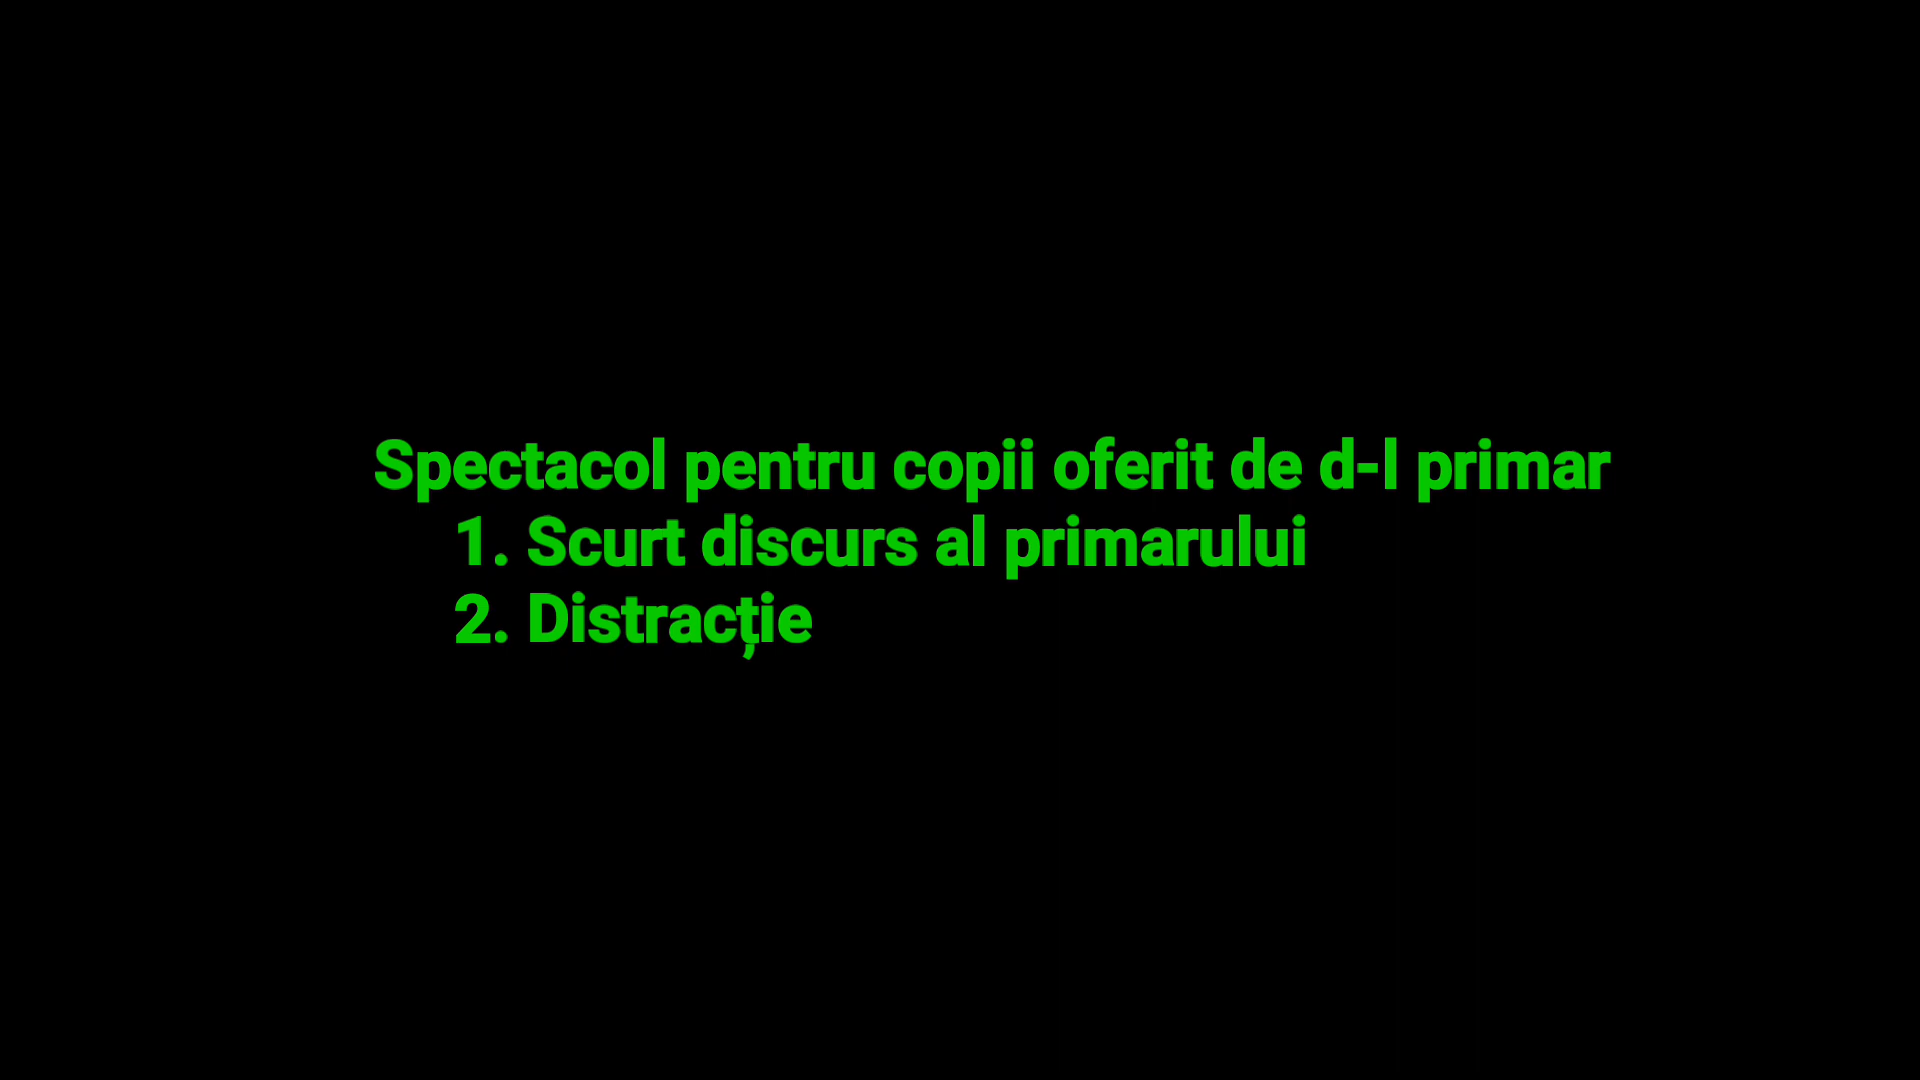 Spectacol pentru copii oferit de d-l primar
1. Scurt discurs al primarului
2. Distracție